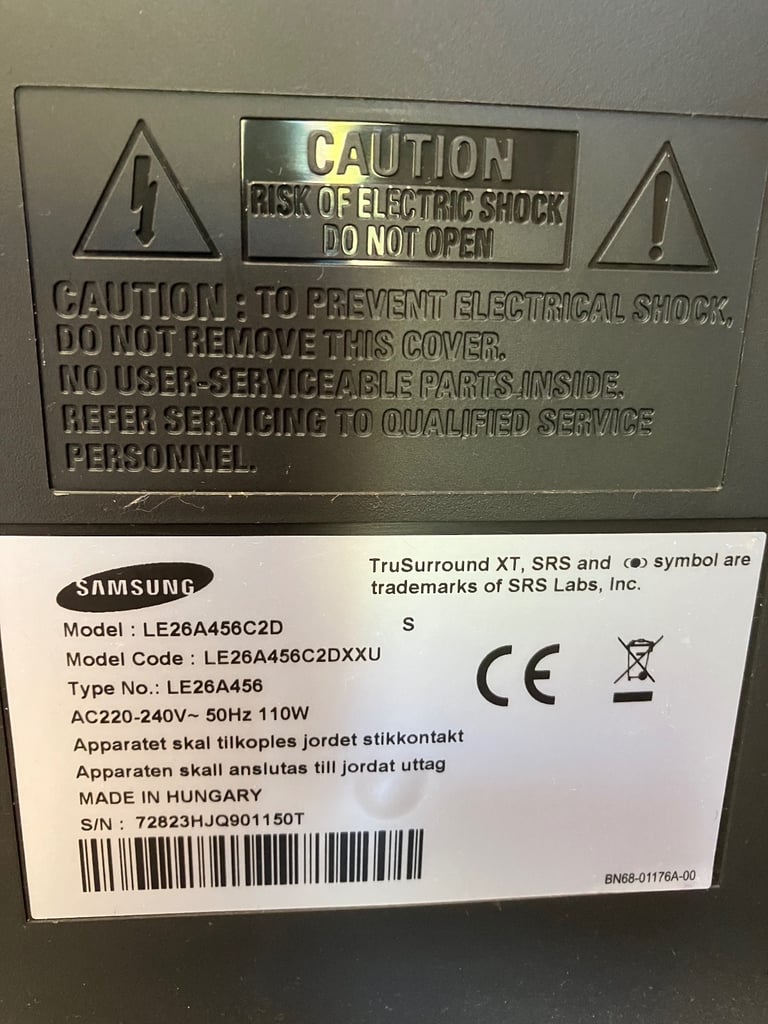 CAUTION
RISK OF ELECTRIC SHOCK
DO NOT OPEN
CAUTION : TO PREVENT ELECTRICAL SHOCK,
DO NOT REMOVE THIS COVER.
NO USER-SERVICEABLE PARTS INSIDE.
REFER SERVICING TO QUALIFIED SERVICE
PERSONNEL.
SAMSUNG
TruSurround XT, SRS and (●) symbol are
trademarks of SRS Labs, Inc.
Model : LE26A456C2D S
Model Code : LE26A456C2DXXU
Type No.: LE26A456
AC220-240V~ 50Hz 110W
Apparatet skal tilkoples jordet stikkontakt
Apparaten skall anslutas till jordat uttag
MADE IN HUNGARY
S/N : 72823HJQ901150T
CE
BN68-01176A-00